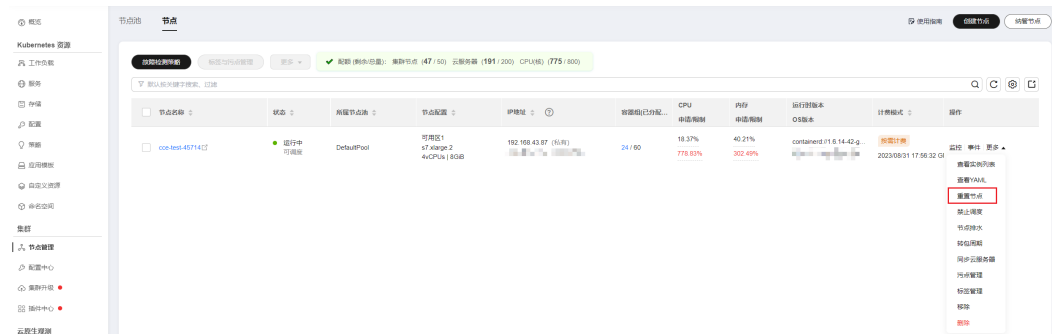 概览
Kubernetes 资源
工作负载
服务
存储
配置
策略
应用模板
自定义资源
命名空间
集群
节点管理
配置中心
集群升级
插件中心
云原生观测
节点池 节点
使用指南 创建节点 纳管节点
故障检测策略 标签与污点管理 更多 配额 (剩余/总量): 集群节点 (47 / 50) 云服务器 (191 / 200) CPU(核) (775 / 800)
默认按关键字搜索、过滤
节点名称 状态 所属节点池 节点配置 IP地址 容器组(已分配... CPU 申请/限制 内存 申请/限制 运行时版本 OS版本 计费模式 操作
cce-test-45714 运行中 可调度 DefaultPool 可用区1 s7.xlarge.2 4vCPUs | 8GiB 192.168.43.87 (私有) 24 / 60 18.37% 778.83% 40.21% 302.49% containerd://1.6.14-42-g... 按需计费 2023/08/31 17:56:32 G 监控 事件 更多
查看实例列表
查看YAML
重置节点
禁止调度
节点排水
转包周期
同步云服务器
污点管理
标签管理
移除
删除